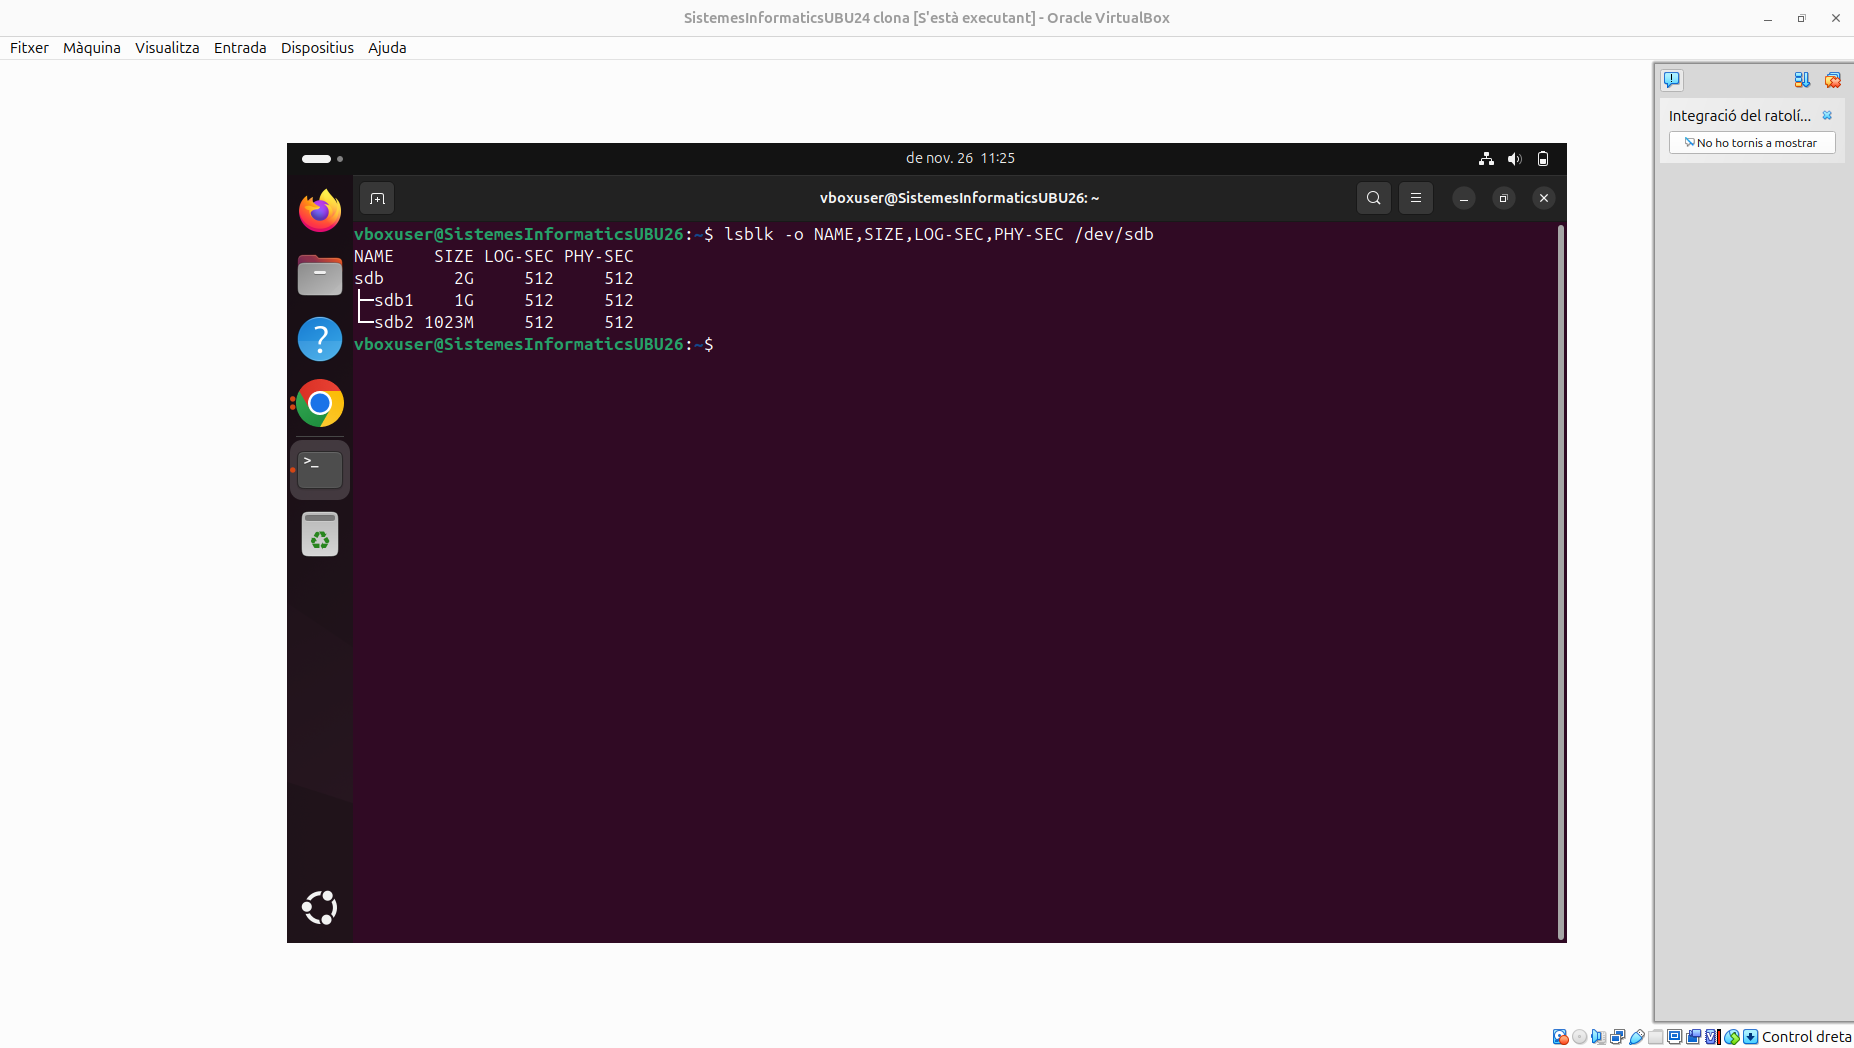 SistemesInformaticsUBU24 clona [S'està executant] - Oracle VirtualBox
Fitxer Màquina Visualitza Entrada Dispositius Ajuda
Integració del ratolí...
No ho tornis a mostrar
de nov. 26 11:25
vboxuser@SistemesInformaticsUBU26: ~
vboxuser@SistemesInformaticsUBU26:~$ lsblk -o NAME,SIZE,LOG-SEC,PHY-SEC /dev/sdb
NAME SIZE LOG-SEC PHY-SEC
sdb 2G 512 512
├─sdb1 1G 512 512
└─sdb2 1023M 512 512
vboxuser@SistemesInformaticsUBU26:~$
Control dreta